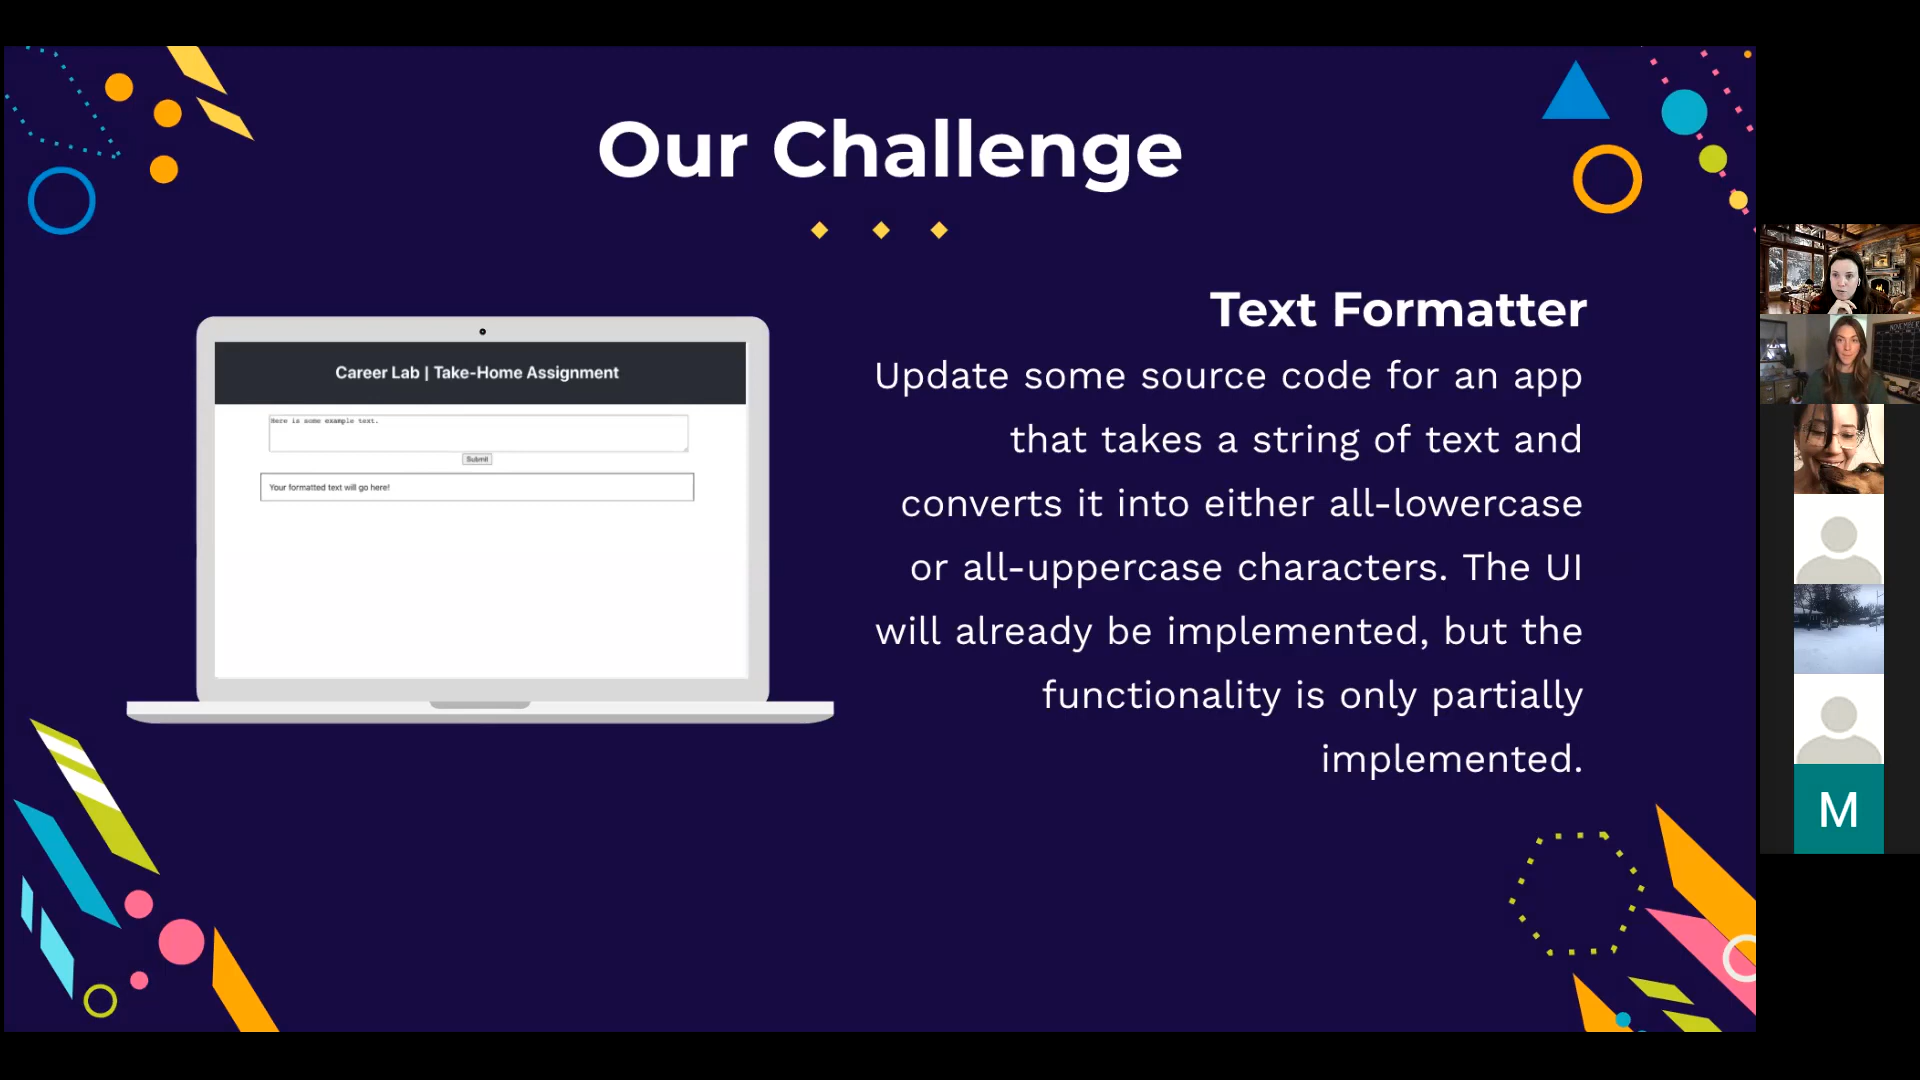 Our Challenge
Career Lab | Take-Home Assignment
Here is some example text.
Submit
Your formatted text will go here!
Text Formatter
Update some source code for an app
that takes a string of text and
converts it into either all-lowercase
or all-uppercase characters. The UI
will already be implemented, but the
functionality is only partially
implemented.
M